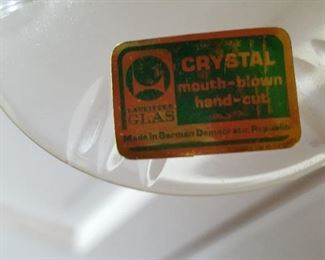 CRYSTAL
mouth-blown
hand-cut
LAUSITZER
GLAS
Made in German Democratic Republic